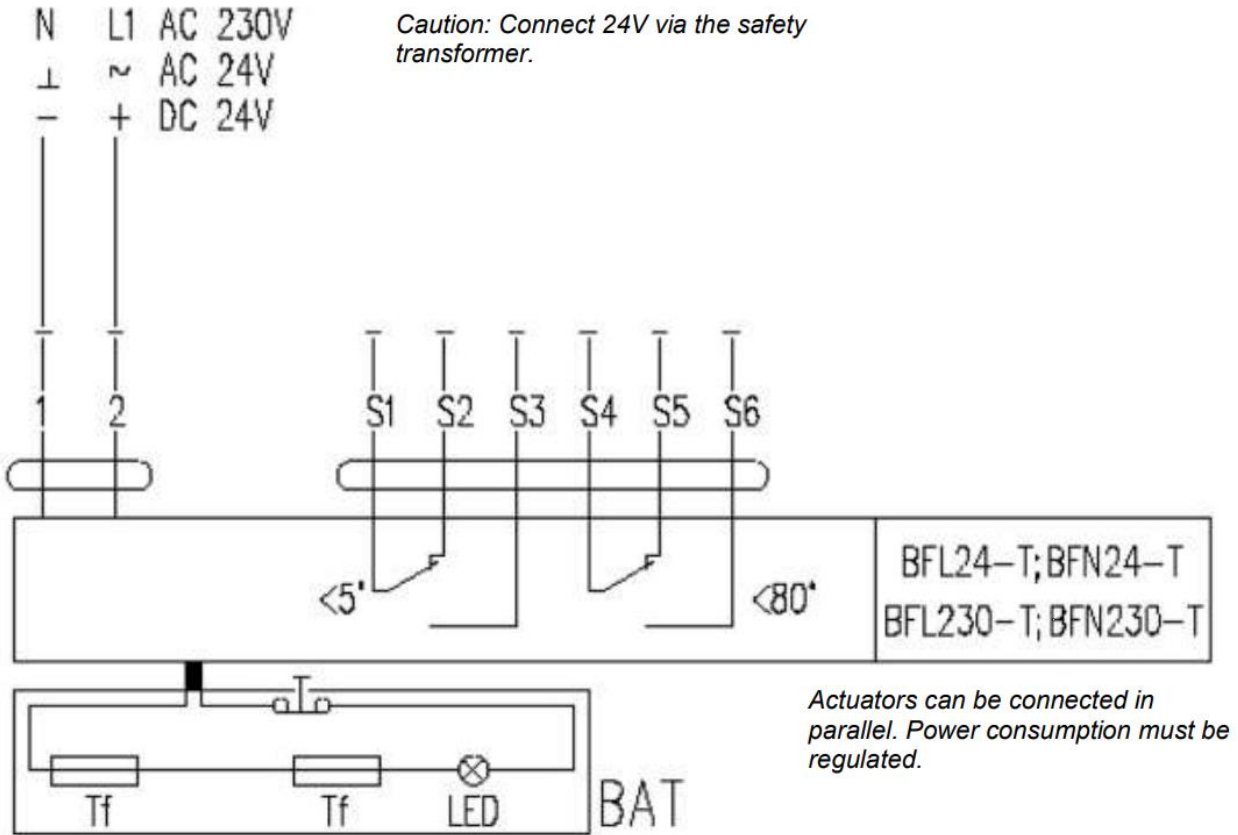 N L1 AC 230V
⊥ ~ AC 24V
− + DC 24V
Caution: Connect 24V via the safety
transformer.
1 2 S1 S2 S3 S4 S5 S6
<5° <80°
BFL24–T; BFN24–T
BFL230–T; BFN230–T
T
Tf Tf LED BAT
Actuators can be connected in
parallel. Power consumption must be
regulated.